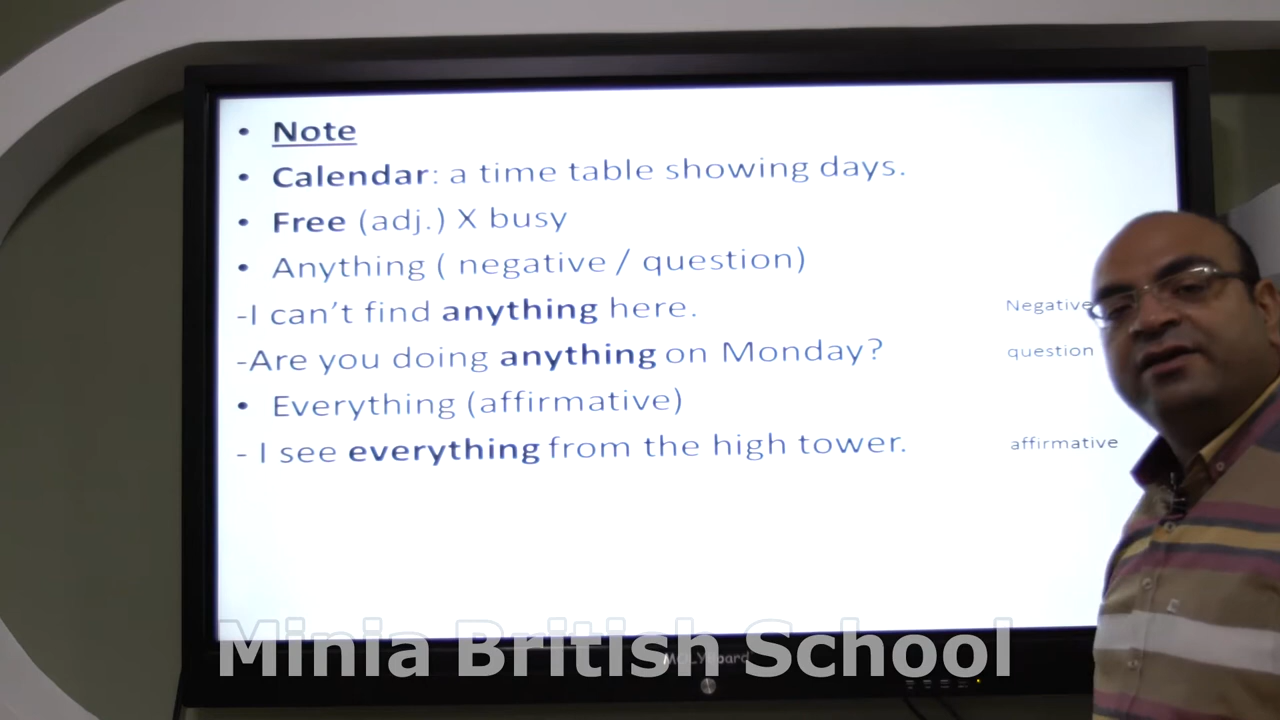 • Note
• Calendar: a time table showing days.
• Free (adj.) X busy
• Anything ( negative / question)
-I can't find anything here. Negative
-Are you doing anything on Monday? question
• Everything (affirmative)
- I see everything from the high tower. affirmative
Minia British School